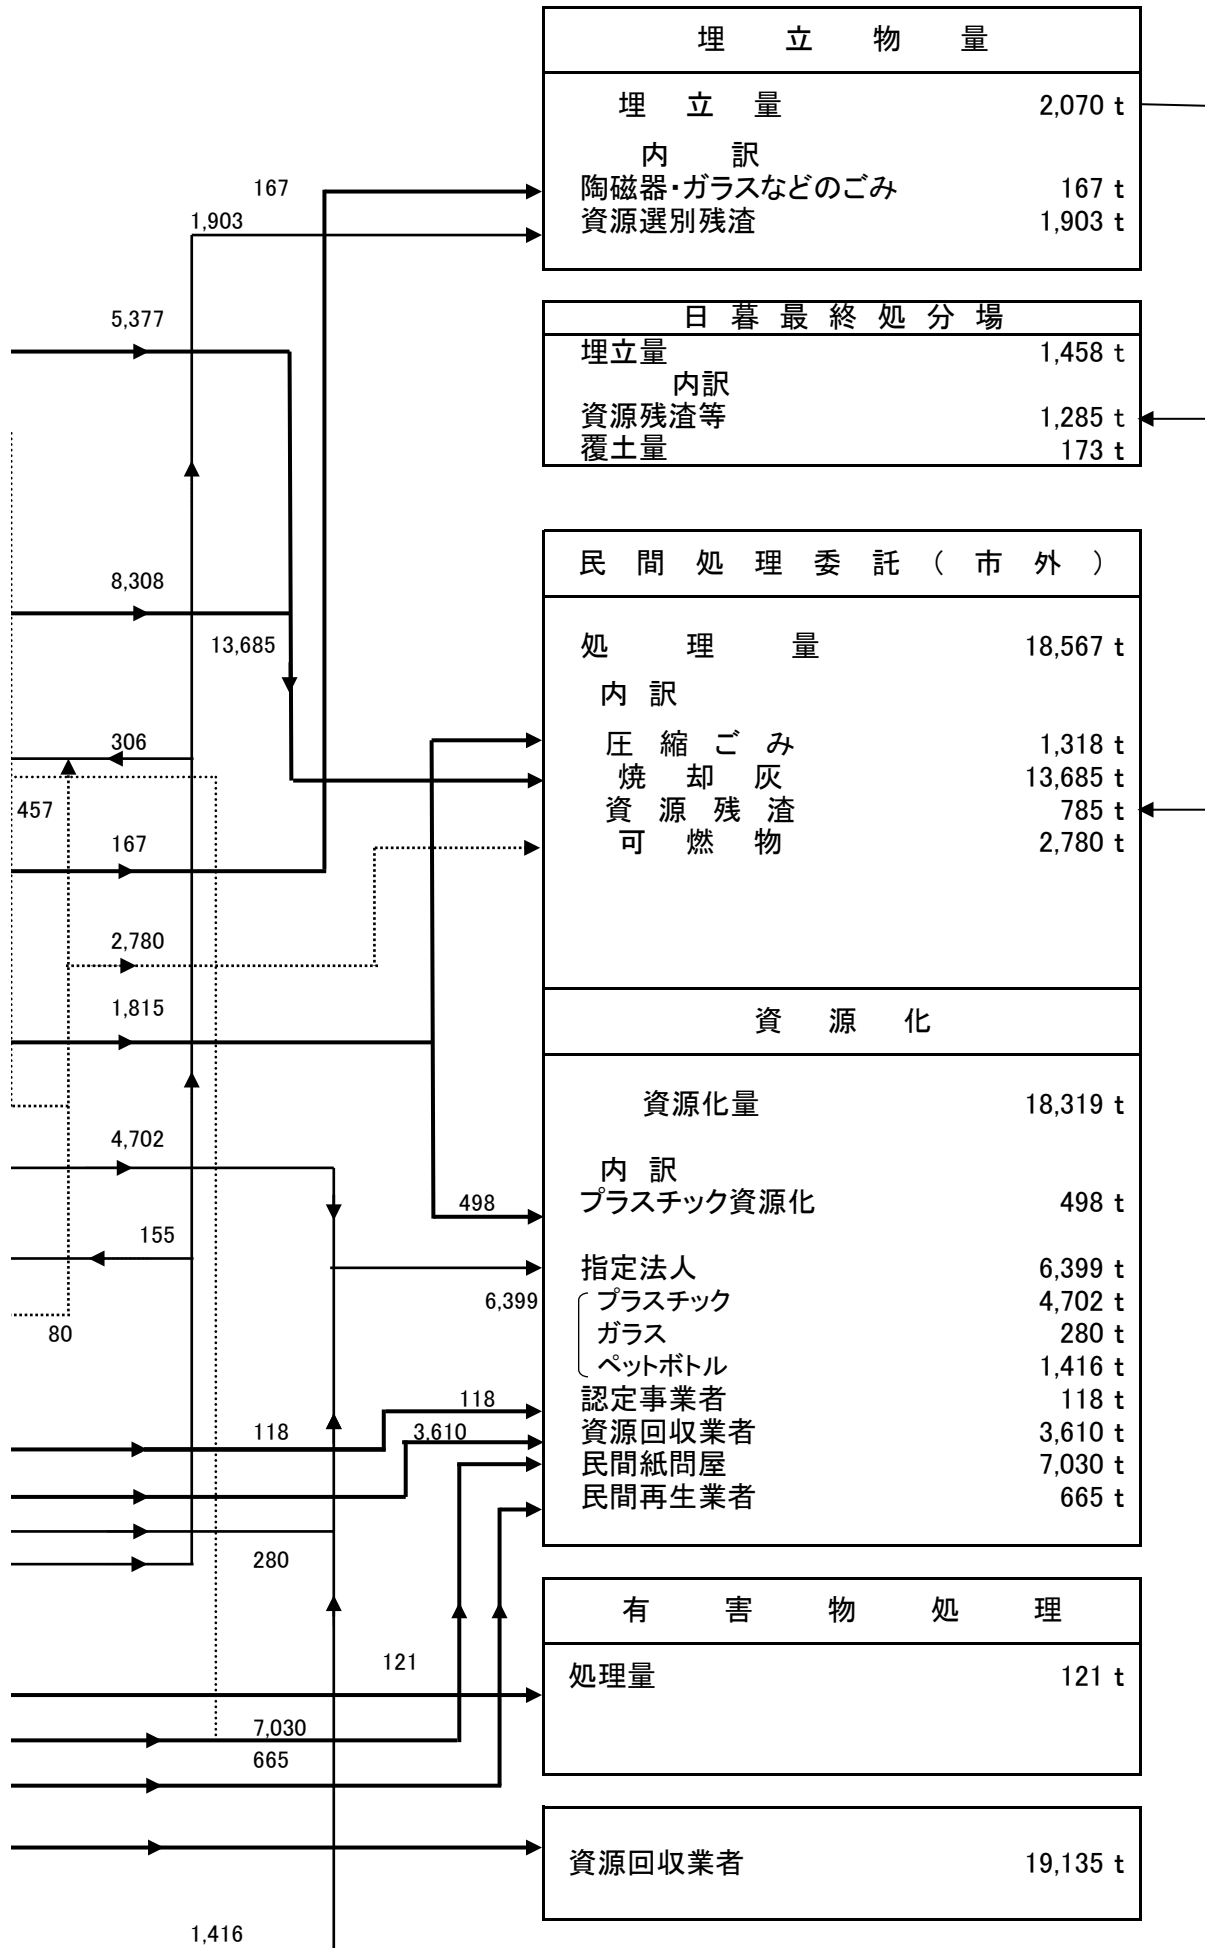 埋立物量
埋立量 2,070 t
内訳
167
陶磁器・ガラスなどのごみ 167 t
1,903
資源選別残渣 1,903 t
日暮最終処分場
5,377
埋立量 1,458 t
内訳
資源残渣等 1,285 t
覆土量 173 t
民間処理委託(市外)
8,308
13,685
処理量 18,567 t
内訳
306
圧縮ごみ 1,318 t
焼却灰 13,685 t
457
資源残渣 785 t
167
可燃物 2,780 t
2,780
1,815
資源化
資源化量 18,319 t
4,702
内訳
498
プラスチック資源化 498 t
155
指定法人 6,399 t
6,399
プラスチック 4,702 t
80
ガラス 280 t
ペットボトル 1,416 t
118
認定事業者 118 t
118
3,610
資源回収業者 3,610 t
民間紙問屋 7,030 t
民間再生業者 665 t
280
有害物処理
121
処理量 121 t
7,030
665
資源回収業者 19,135 t
1,416